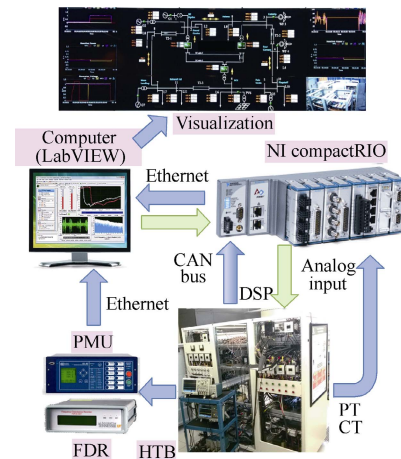 Computer
(LabVIEW)
Visualization
NI compactRIO
Ethernet
CAN
bus
DSP
Analog
input
Ethernet
PMU
PT
CT
FDR
HTB